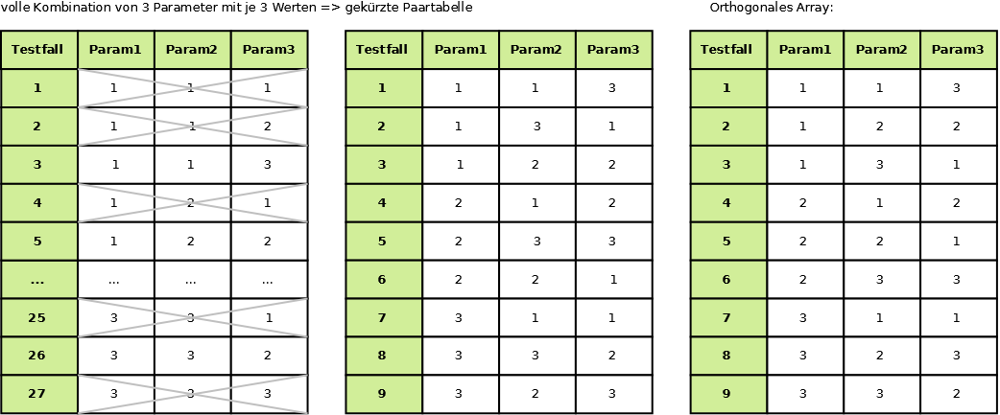 volle Kombination von 3 Parameter mit je 3 Werten => gekürzte Paartabelle
Orthogonales Array:
Testfall Param1 Param2 Param3
1 1 1 1
2 1 1 2
3 1 1 3
4 1 2 1
5 1 2 2
... ... ... ...
25 3 3 1
26 3 3 2
27 3 3 3
Testfall Param1 Param2 Param3
1 1 1 3
2 1 3 1
3 1 2 2
4 2 1 2
5 2 3 3
6 2 2 1
7 3 1 1
8 3 3 2
9 3 2 3
Testfall Param1 Param2 Param3
1 1 1 3
2 1 2 2
3 1 3 1
4 2 1 2
5 2 2 1
6 2 3 3
7 3 1 1
8 3 2 3
9 3 3 2